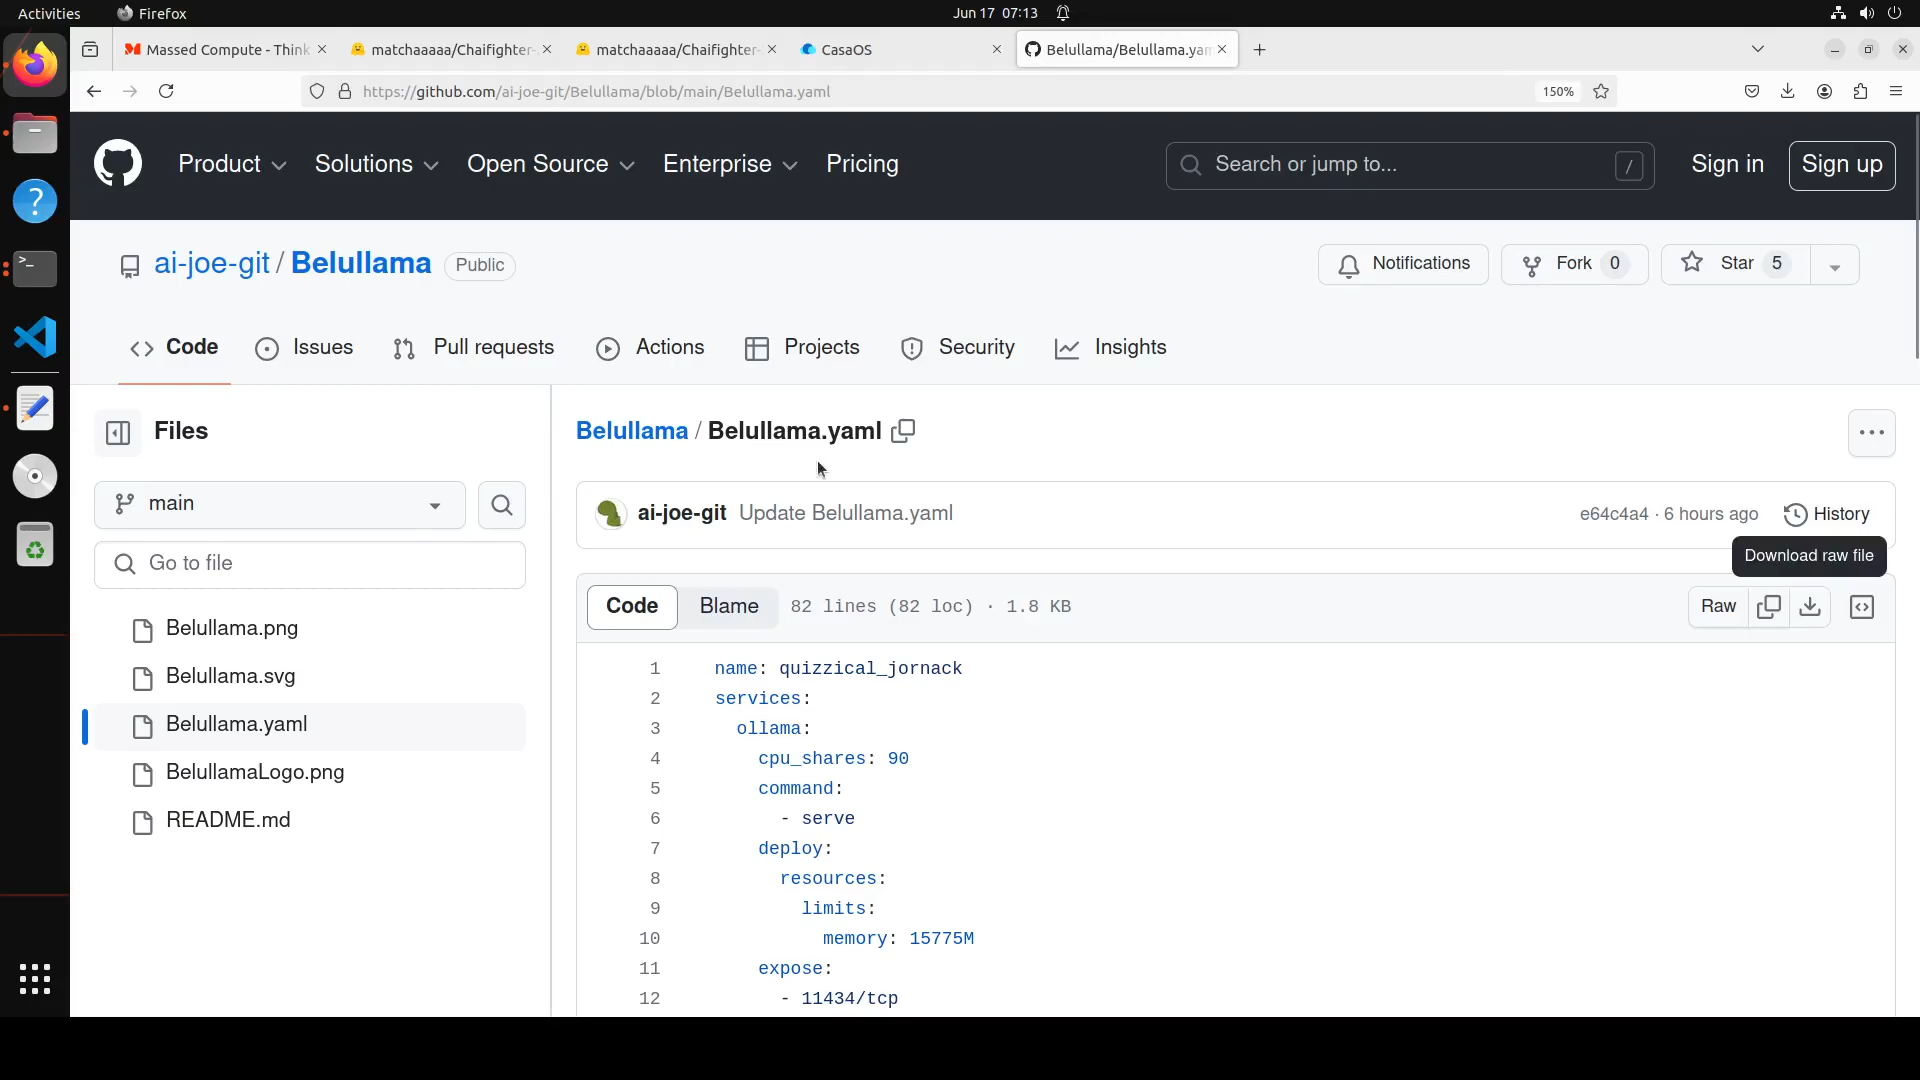 Activities
Firefox
Jun 17 07:13
Massed Compute - Think
matchaaaaa/Chaifighter-
matchaaaaa/Chaifighter-
CasaOS
Belullama/Belullama.yam
https://github.com/ai-joe-git/Belullama/blob/main/Belullama.yaml
150%
Product
Solutions
Open Source
Enterprise
Pricing
Search or jump to...
/
Sign in
Sign up
ai-joe-git / Belullama
Public
Notifications
Fork 0
Star 5
Code
Issues
Pull requests
Actions
Projects
Security
Insights
Files
main
Go to file
Belullama.png
Belullama.svg
Belullama.yaml
BelullamaLogo.png
README.md
Belullama / Belullama.yaml
ai-joe-git Update Belullama.yaml
e64c4a4 · 6 hours ago
History
Download raw file
Code
Blame
82 lines (82 loc) · 1.8 KB
Raw
1 name: quizzical_jornack
2 services:
3 ollama:
4 cpu_shares: 90
5 command:
6 - serve
7 deploy:
8 resources:
9 limits:
10 memory: 15775M
11 expose:
12 - 11434/tcp